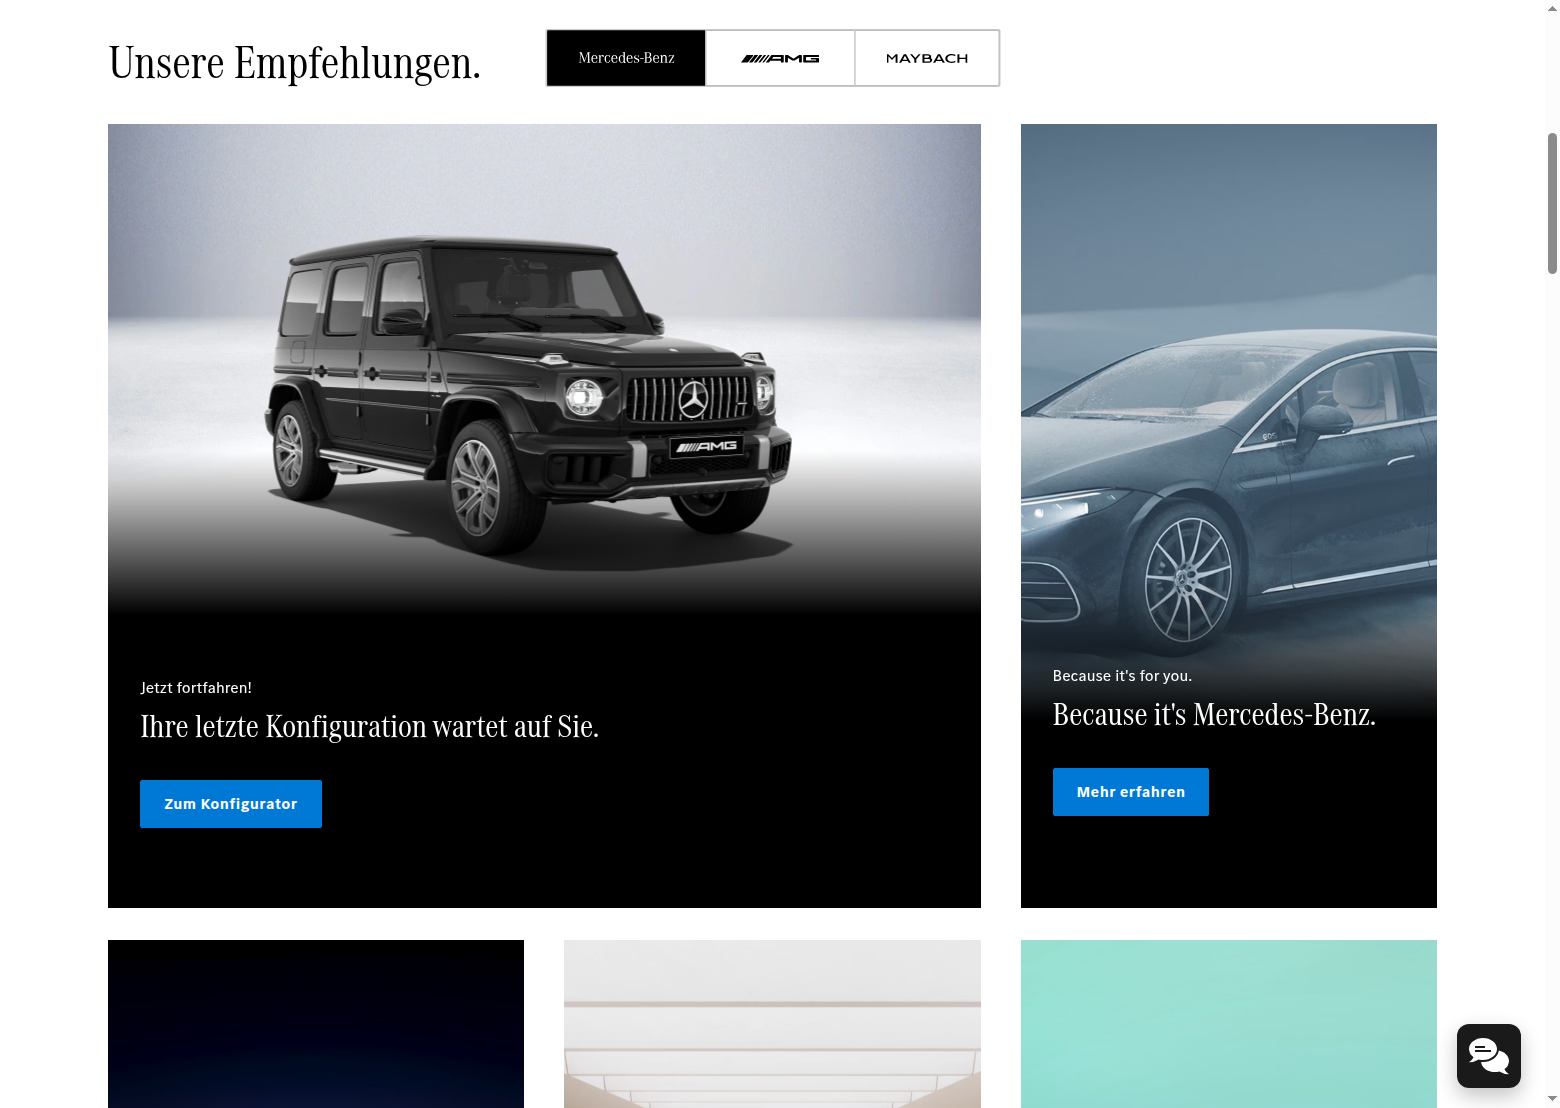 Unsere Empfehlungen.
Mercedes-Benz
AMG
MAYBACH
AMG
Jetzt fortfahren!
Ihre letzte Konfiguration wartet auf Sie.
Zum Konfigurator
EQS
Because it's for you.
Because it's Mercedes-Benz.
Mehr erfahren